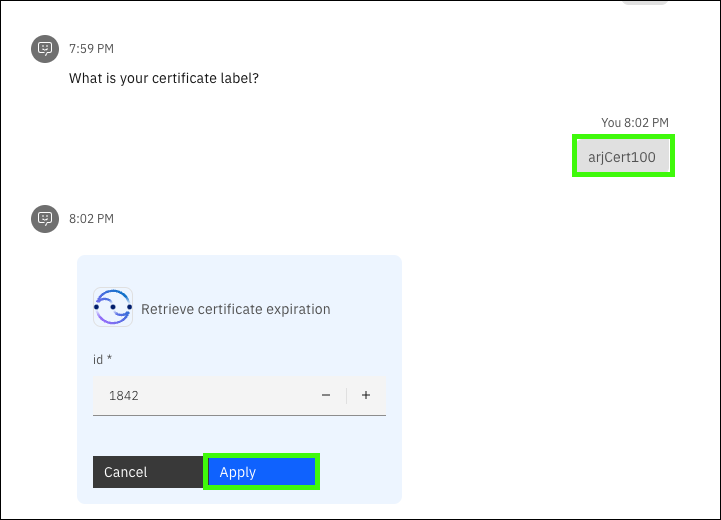 7:59 PM
What is your certificate label?
You 8:02 PM
arjCert100
8:02 PM
Retrieve certificate expiration
id *
1842
Cancel
Apply